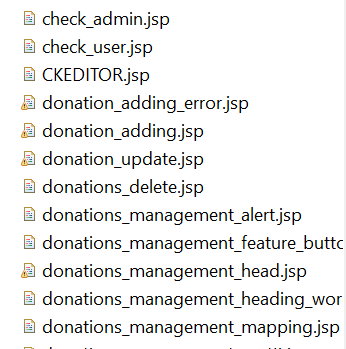 check_admin.jsp
check_user.jsp
CKEDITOR.jsp
donation_adding_error.jsp
donation_adding.jsp
donation_update.jsp
donations_delete.jsp
donations_management_alert.jsp
donations_management_feature_butto
donations_management_head.jsp
donations_management_heading_wor
donations_management_mapping.jsp